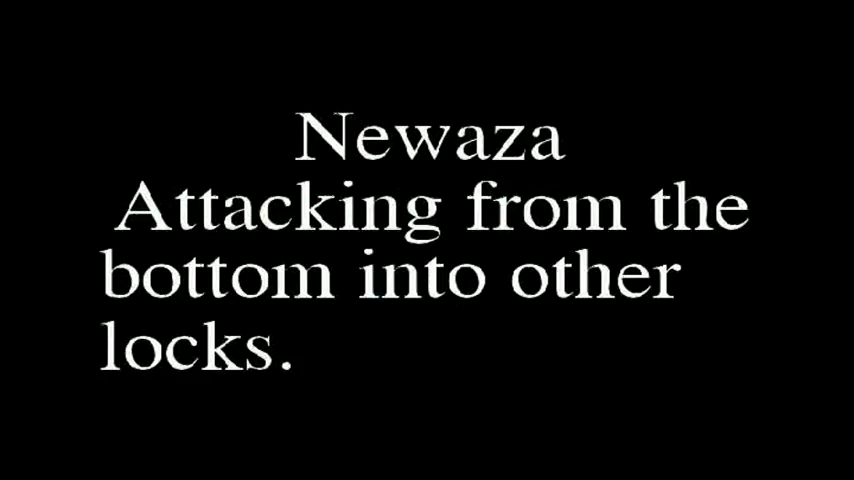 Newaza
Attacking from the
bottom into other
locks.